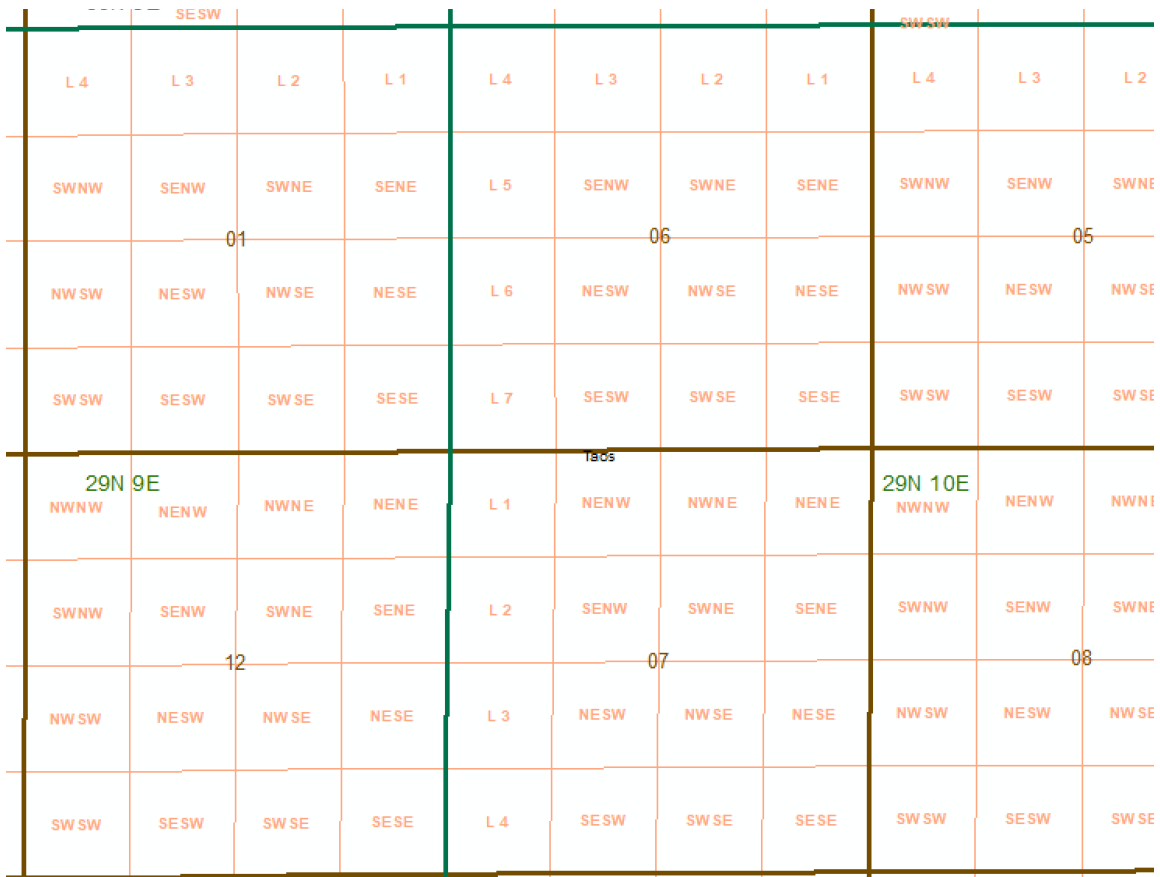 SESW
SWSW
L 4 L 3 L 2 L 1 L 4 L 3 L 2 L 1 L 4 L 3 L 2
SWNW SENW SWNE SENE L 5 SENW SWNE SENE SWNW SENW SWNE
01 06 05
NWSW NESW NWSE NESE L 6 NESW NWSE NESE NWSW NESW NWSE
SWSW SESW SWSE SESE L 7 SESW SWSE SESE SWSW SESW SWSE
Taos
29N 9E 29N 10E
NWNW NENW NWNE NENE L 1 NENW NWNE NENE NWNW NENW NWNE
SWNW SENW SWNE SENE L 2 SENW SWNE SENE SWNW SENW SWNE
12 07 08
NWSW NESW NWSE NESE L 3 NESW NWSE NESE NWSW NESW NWSE
SWSW SESW SWSE SESE L 4 SESW SWSE SESE SWSW SESW SWSE